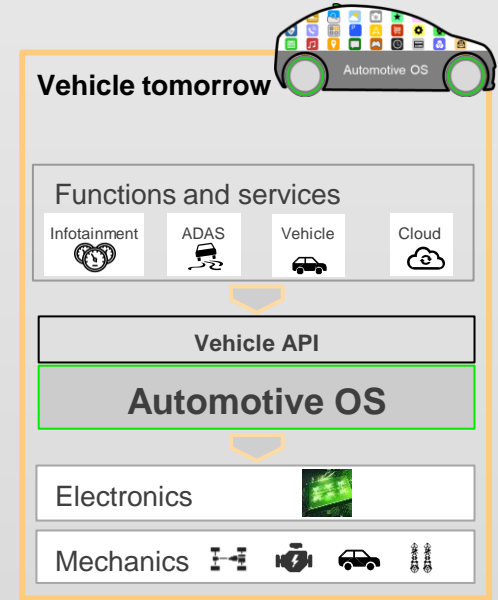 Automotive OS
Vehicle tomorrow
Functions and services
Infotainment
ADAS
Vehicle
Cloud
Vehicle API
Automotive OS
Electronics
Mechanics